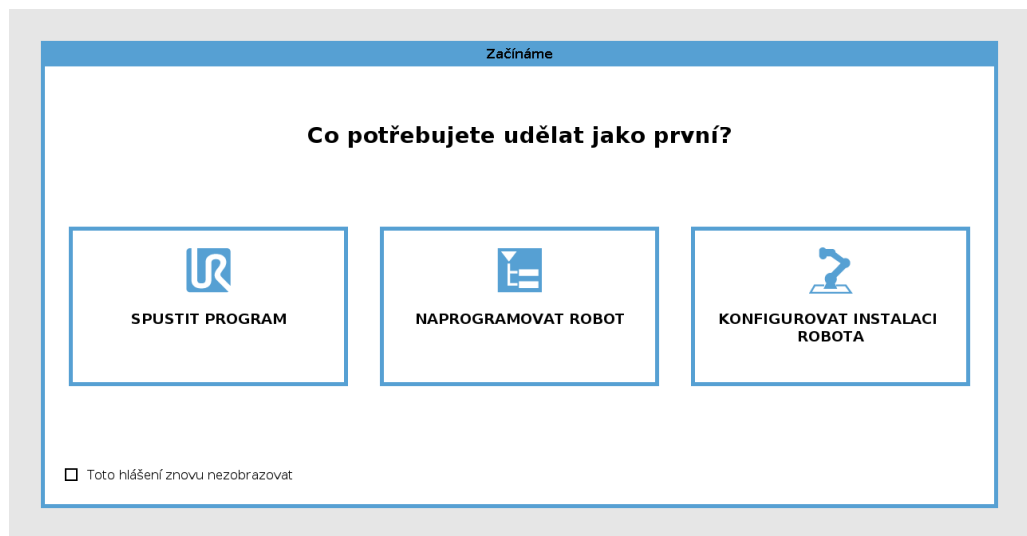 Začínáme
Co potřebujete udělat jako první?
SPUSTIT PROGRAM
NAPROGRAMOVAT ROBOT
KONFIGUROVAT INSTALACI
ROBOTA
Toto hlášení znovu nezobrazovat